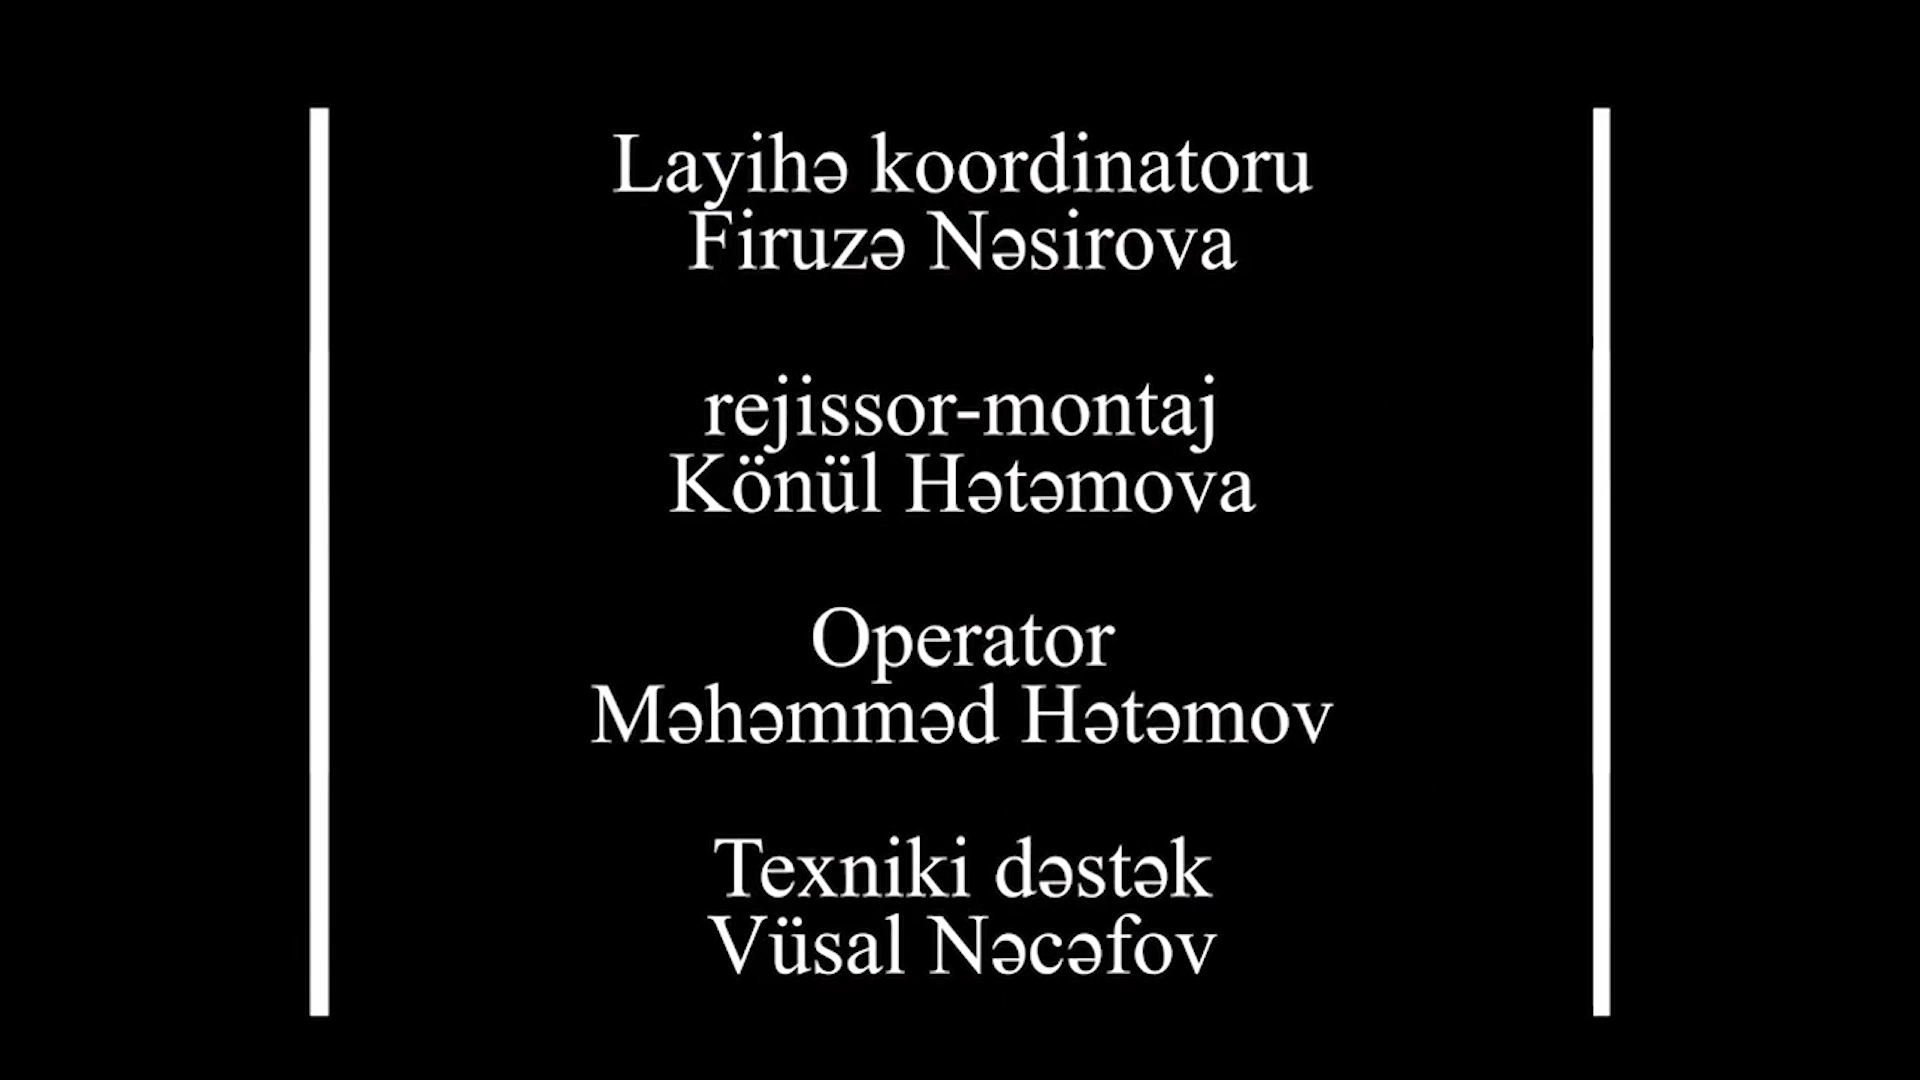 Layihə koordinatoru
Firuzə Nəsirova
rejissor-montaj
Könül Hətəmova
Operator
Məhəmməd Hətəmov
Texniki dəstək
Vüsal Nəcəfov